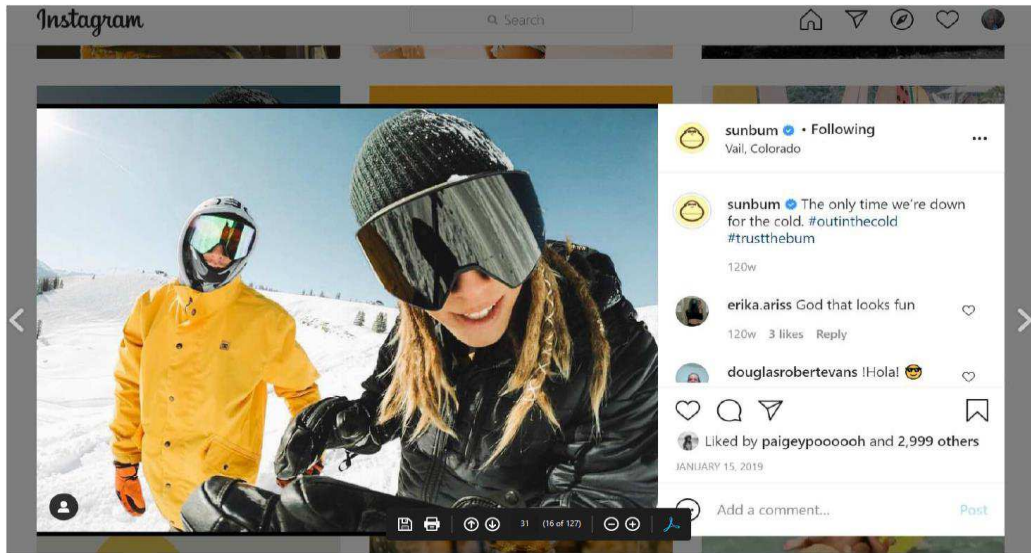 Instagram
Search
sunbum • Following
Vail, Colorado
sunbum The only time we're down
for the cold. #outinthecold
#trustthebum
120w
erika.ariss God that looks fun
120w 3 likes Reply
douglasrobertevans !Hola! 😎
Liked by paigeypoooooh and 2,999 others
JANUARY 15, 2019
Add a comment...
Post
31 (16 of 127)